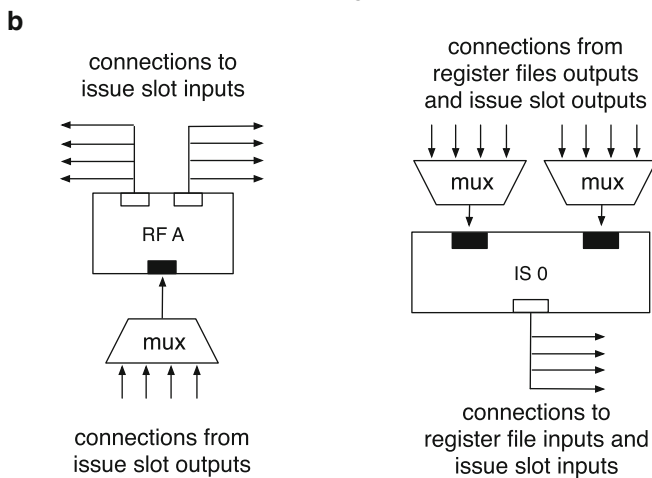 b
connections to
issue slot inputs
RF A
mux
connections from
issue slot outputs
connections from
register files outputs
and issue slot outputs
mux
mux
IS 0
connections to
register file inputs and
issue slot inputs